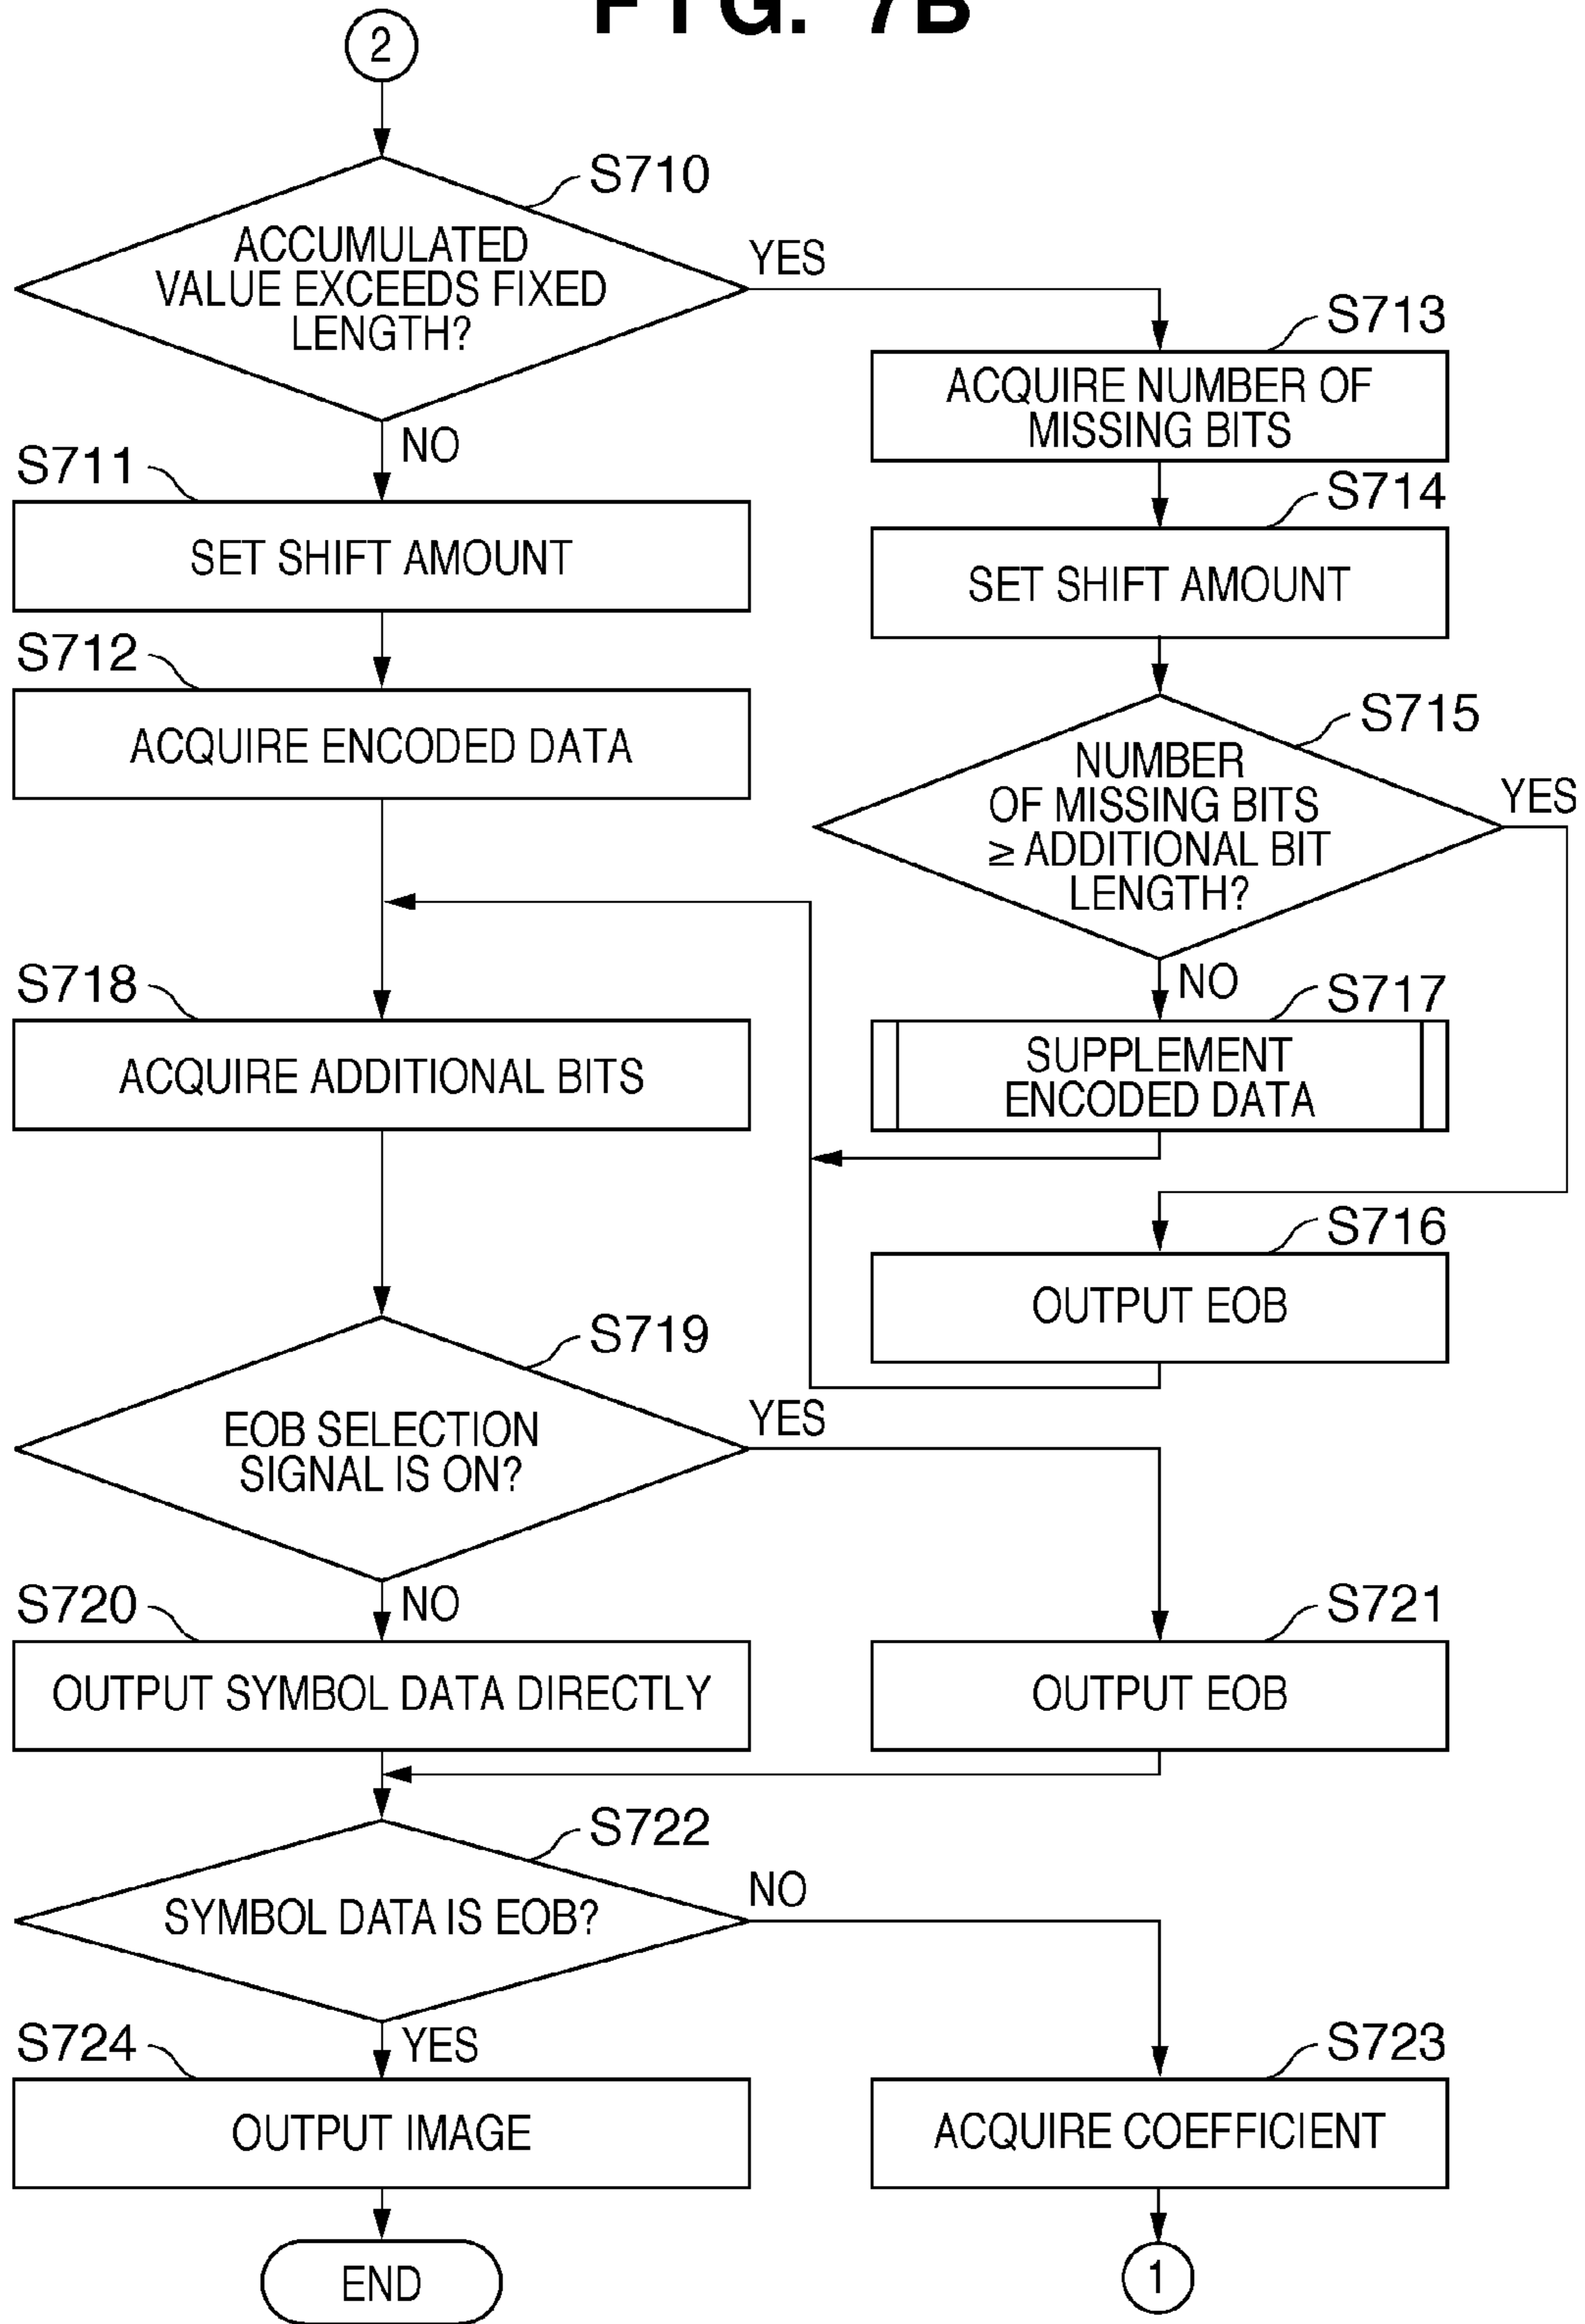 FIG. 7B
2
S710
ACCUMULATED
VALUE EXCEEDS FIXED
LENGTH?
YES
NO
S711
SET SHIFT AMOUNT
S712
ACQUIRE ENCODED DATA
S713
ACQUIRE NUMBER OF
MISSING BITS
S714
SET SHIFT AMOUNT
S715
NUMBER
OF MISSING BITS
≥ ADDITIONAL BIT
LENGTH?
YES
NO
S717
SUPPLEMENT
ENCODED DATA
S716
OUTPUT EOB
S718
ACQUIRE ADDITIONAL BITS
S719
EOB SELECTION
SIGNAL IS ON?
YES
NO
S720
OUTPUT SYMBOL DATA DIRECTLY
S721
OUTPUT EOB
S722
SYMBOL DATA IS EOB?
NO
YES
S724
OUTPUT IMAGE
S723
ACQUIRE COEFFICIENT
END
1